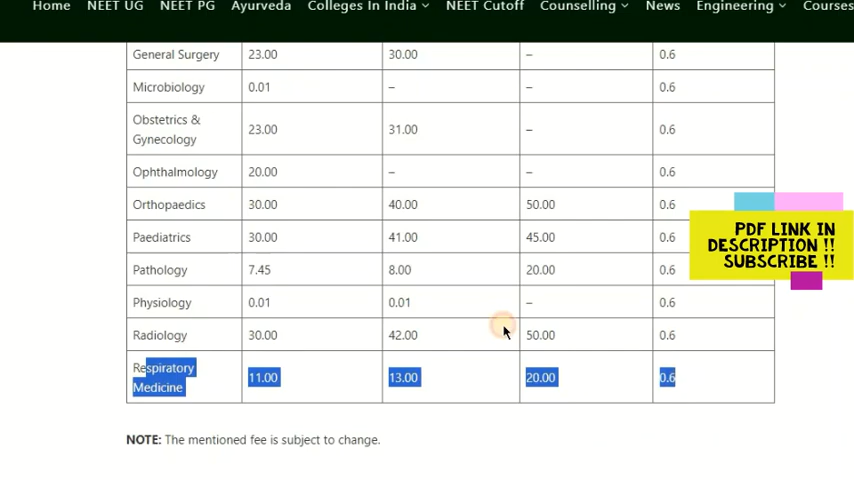 Home NEET UG NEET PG Ayurveda Colleges In India NEET Cutoff Counselling News Engineering Courses
General Surgery 23.00 30.00 – 0.6
Microbiology 0.01 – – 0.6
Obstetrics &
Gynecology 23.00 31.00 – 0.6
Ophthalmology 20.00 – – 0.6
Orthopaedics 30.00 40.00 50.00 0.6
Paediatrics 30.00 41.00 45.00 0.6
Pathology 7.45 8.00 20.00 0.6
Physiology 0.01 0.01 – 0.6
Radiology 30.00 42.00 50.00 0.6
Respiratory
Medicine 11.00 13.00 20.00 0.6
NOTE: The mentioned fee is subject to change.
PDF LINK IN
DESCRIPTION !!
SUBSCRIBE !!